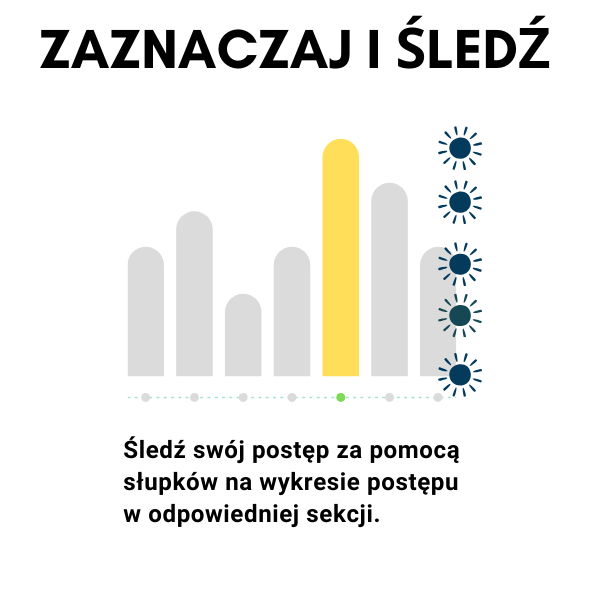 ZAZNACZAJ I ŚLEDŹ
Śledź swój postęp za pomocą
słupków na wykresie postępu
w odpowiedniej sekcji.